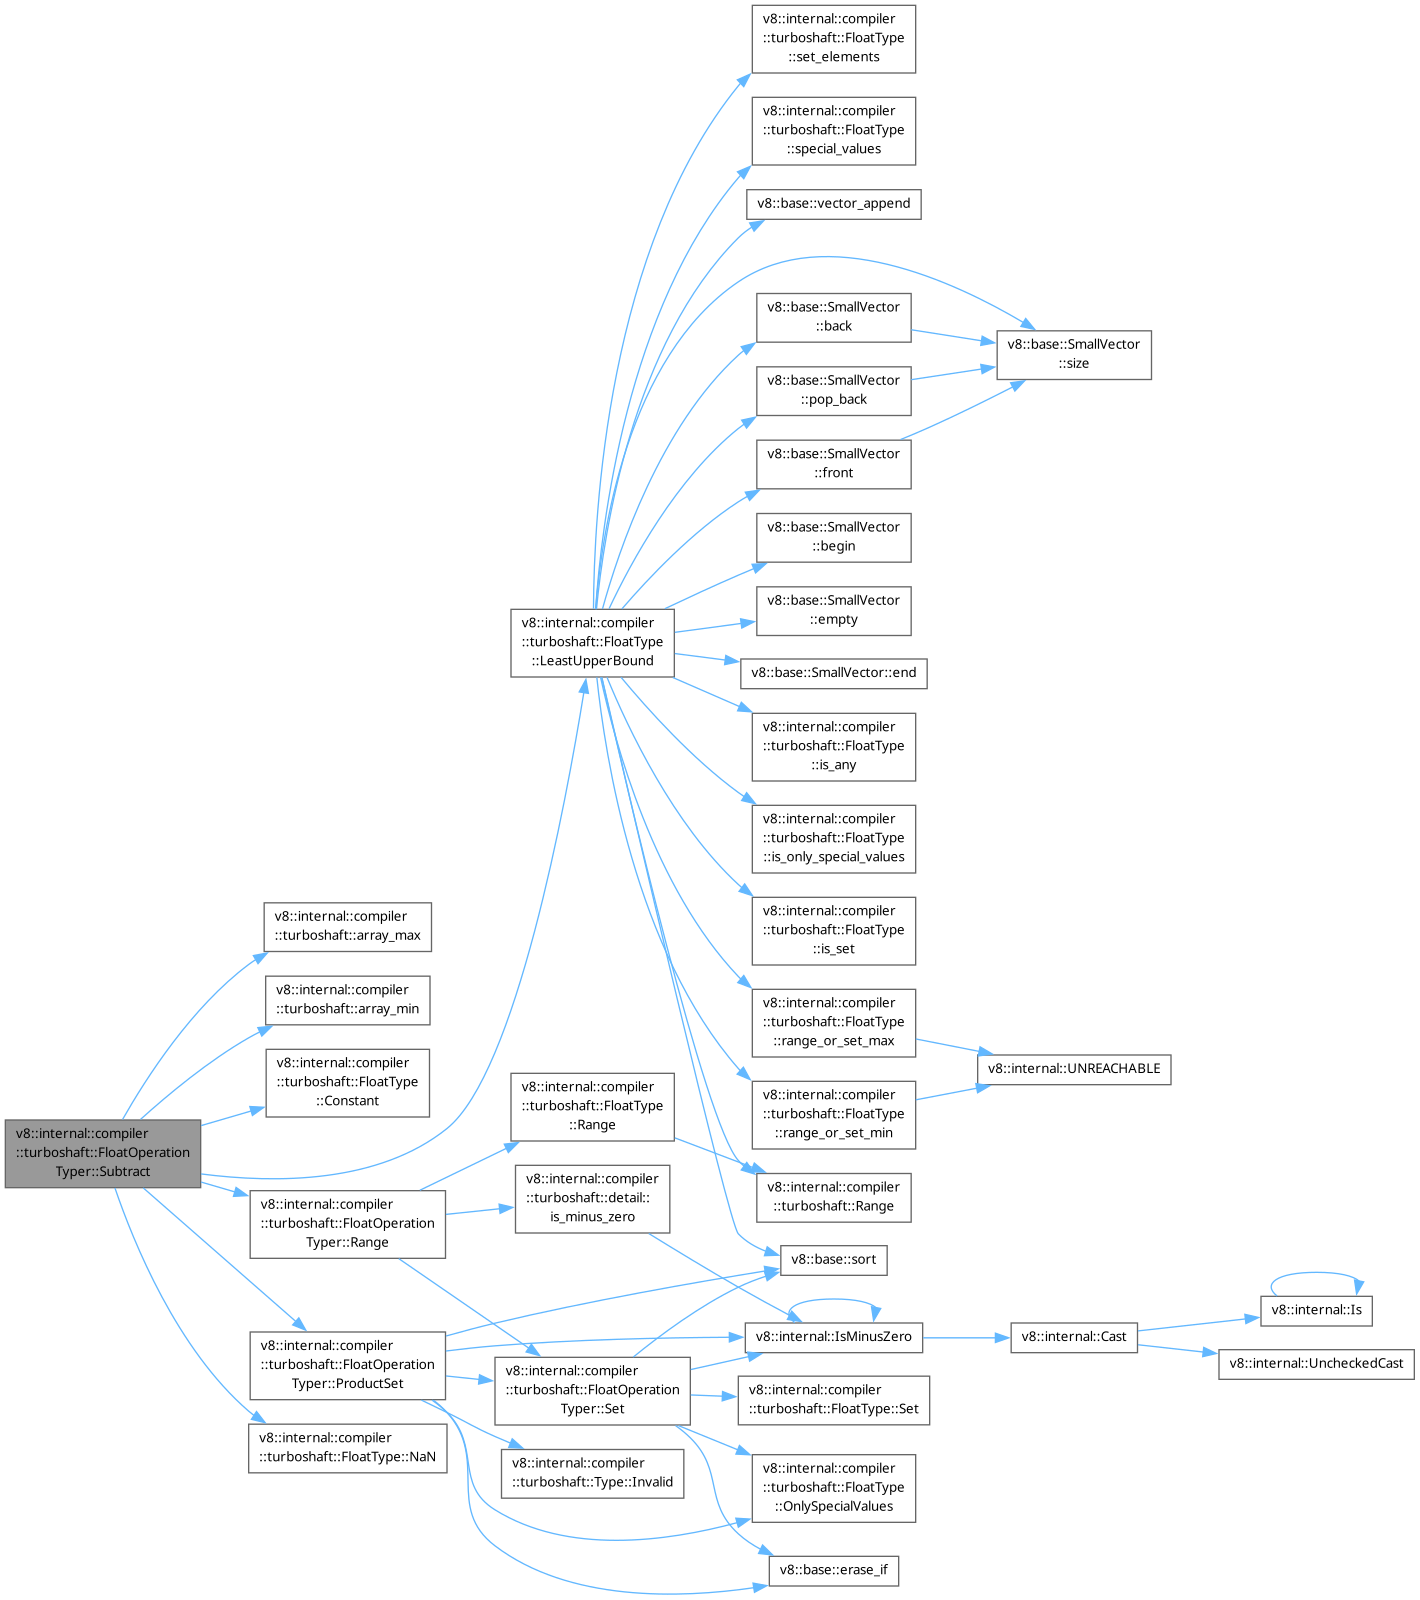 v8::internal::compiler
::turboshaft::FloatOperation
Typer::Subtract
v8::internal::compiler
::turboshaft::array_max
v8::internal::compiler
::turboshaft::array_min
v8::internal::compiler
::turboshaft::FloatType
::Constant
v8::internal::compiler
::turboshaft::FloatType
::LeastUpperBound
v8::internal::compiler
::turboshaft::FloatOperation
Typer::Range
v8::internal::compiler
::turboshaft::FloatOperation
Typer::ProductSet
v8::internal::compiler
::turboshaft::FloatType::NaN
v8::internal::compiler
::turboshaft::FloatType
::set_elements
v8::internal::compiler
::turboshaft::FloatType
::special_values
v8::base::vector_append
v8::base::SmallVector
::back
v8::base::SmallVector
::pop_back
v8::base::SmallVector
::front
v8::base::SmallVector
::size
v8::base::SmallVector
::begin
v8::base::SmallVector
::empty
v8::base::SmallVector::end
v8::internal::compiler
::turboshaft::FloatType
::is_any
v8::internal::compiler
::turboshaft::FloatType
::is_only_special_values
v8::internal::compiler
::turboshaft::FloatType
::is_set
v8::internal::compiler
::turboshaft::FloatType
::range_or_set_max
v8::internal::compiler
::turboshaft::FloatType
::range_or_set_min
v8::internal::UNREACHABLE
v8::internal::compiler
::turboshaft::Range
v8::base::sort
v8::internal::compiler
::turboshaft::FloatType
::Range
v8::internal::compiler
::turboshaft::detail::
is_minus_zero
v8::internal::IsMinusZero
v8::internal::Cast
v8::internal::Is
v8::internal::UncheckedCast
v8::internal::compiler
::turboshaft::FloatOperation
Typer::Set
v8::internal::compiler
::turboshaft::FloatType::Set
v8::internal::compiler
::turboshaft::Type::Invalid
v8::internal::compiler
::turboshaft::FloatType
::OnlySpecialValues
v8::base::erase_if